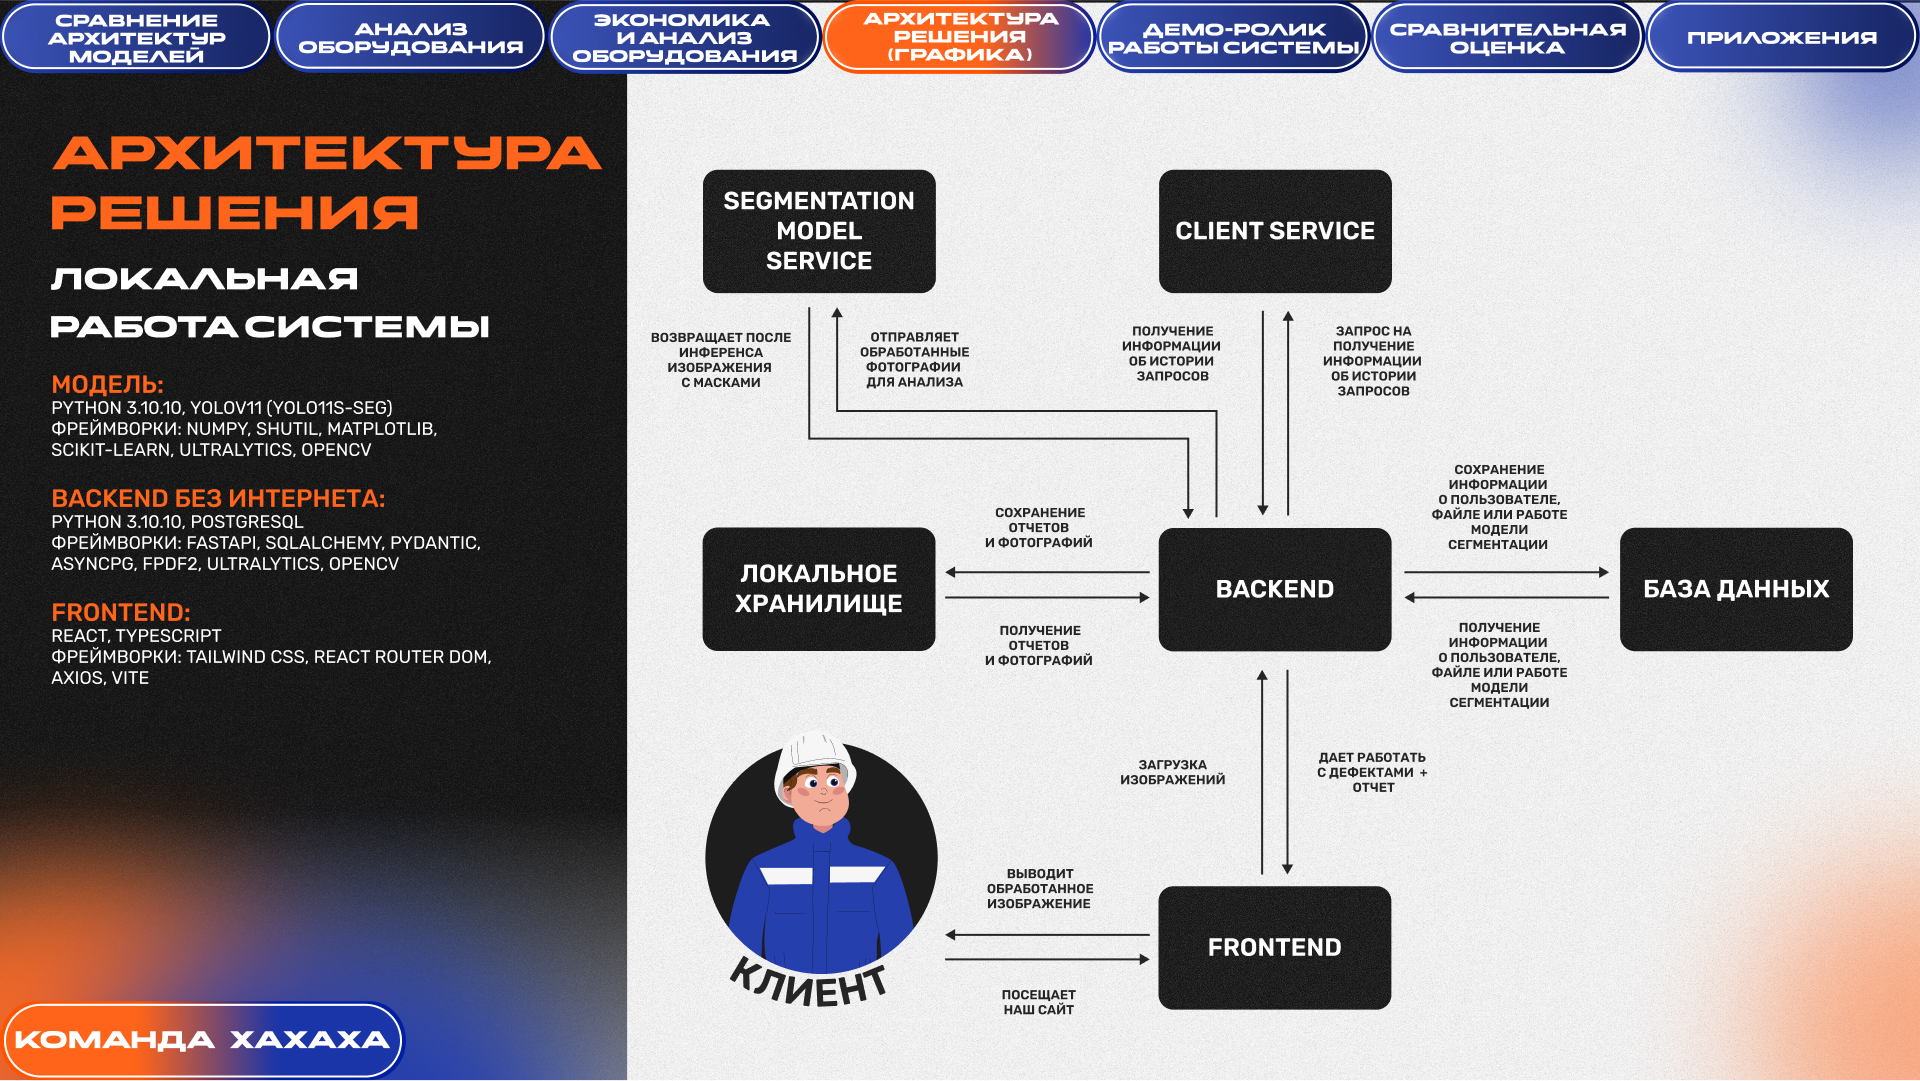 СРАВНЕНИЕ
АРХИТЕКТУР
МОДЕЛЕЙ
АНАЛИЗ
ОБОРУДОВАНИЯ
ЭКОНОМИКА
И АНАЛИЗ
ОБОРУДОВАНИЯ
АРХИТЕКТУРА
РЕШЕНИЯ
(ГРАФИКА)
ДЕМО-РОЛИК
РАБОТЫ СИСТЕМЫ
СРАВНИТЕЛЬНАЯ
ОЦЕНКА
ПРИЛОЖЕНИЯ
АРХИТЕКТУРА
РЕШЕНИЯ
ЛОКАЛЬНАЯ
РАБОТА СИСТЕМЫ
МОДЕЛЬ:
PYTHON 3.10.10, YOLOV11 (YOLO11S-SEG)
ФРЕЙМВОРКИ: NUMPY, SHUTIL, MATPLOTLIB,
SCIKIT-LEARN, ULTRALYTICS, OPENCV
BACKEND БЕЗ ИНТЕРНЕТА:
PYTHON 3.10.10, POSTGRESQL
ФРЕЙМВОРКИ: FASTAPI, SQLALCHEMY, PYDANTIC,
ASYNCPG, FPDF2, ULTRALYTICS, OPENCV
FRONTEND:
REACT, TYPESCRIPT
ФРЕЙМВОРКИ: TAILWIND CSS, REACT ROUTER DOM,
AXIOS, VITE
КОМАНДА ХАХАХА
SEGMENTATION
MODEL
SERVICE
CLIENT SERVICE
ВОЗВРАЩАЕТ ПОСЛЕ
ИНФЕРЕНСА
ИЗОБРАЖЕНИЯ
С МАСКАМИ
ОТПРАВЛЯЕТ
ОБРАБОТАННЫЕ
ФОТОГРАФИИ
ДЛЯ АНАЛИЗА
ПОЛУЧЕНИЕ
ИНФОРМАЦИИ
ОБ ИСТОРИИ
ЗАПРОСОВ
ЗАПРОС НА
ПОЛУЧЕНИЕ
ИНФОРМАЦИИ
ОБ ИСТОРИИ
ЗАПРОСОВ
СОХРАНЕНИЕ
ОТЧЕТОВ
И ФОТОГРАФИЙ
СОХРАНЕНИЕ
ИНФОРМАЦИИ
О ПОЛЬЗОВАТЕЛЕ,
ФАЙЛЕ ИЛИ РАБОТЕ
МОДЕЛИ
СЕГМЕНТАЦИИ
ЛОКАЛЬНОЕ
ХРАНИЛИЩЕ
BACKEND
БАЗА ДАННЫХ
ПОЛУЧЕНИЕ
ОТЧЕТОВ
И ФОТОГРАФИЙ
ПОЛУЧЕНИЕ
ИНФОРМАЦИИ
О ПОЛЬЗОВАТЕЛЕ,
ФАЙЛЕ ИЛИ РАБОТЕ
МОДЕЛИ
СЕГМЕНТАЦИИ
ЗАГРУЗКА
ИЗОБРАЖЕНИЙ
ДАЕТ РАБОТАТЬ
С ДЕФЕКТАМИ +
ОТЧЕТ
ВЫВОДИТ
ОБРАБОТАННОЕ
ИЗОБРАЖЕНИЕ
FRONTEND
КЛИЕНТ
ПОСЕЩАЕТ
НАШ САЙТ